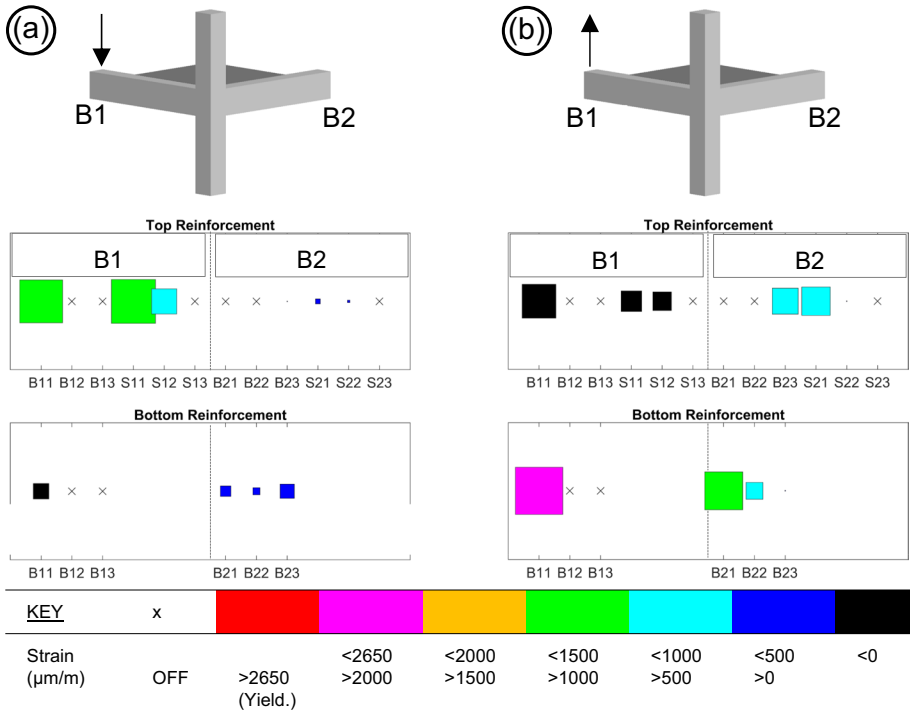 (a)
(b)
B1
B2
B1
B2
Top Reinforcement
B1
B2
B11 B12 B13 S11 S12 S13 B21 B22 B23 S21 S22 S23
Top Reinforcement
B1
B2
B11 B12 B13 S11 S12 S13 B21 B22 B23 S21 S22 S23
Bottom Reinforcement
B11 B12 B13 B21 B22 B23
Bottom Reinforcement
B11 B12 B13 B21 B22 B23
KEY x
Strain <2650 <2000 <1500 <1000 <500 <0
(μm/m) OFF >2650 >2000 >1500 >1000 >500 >0
(Yield.)